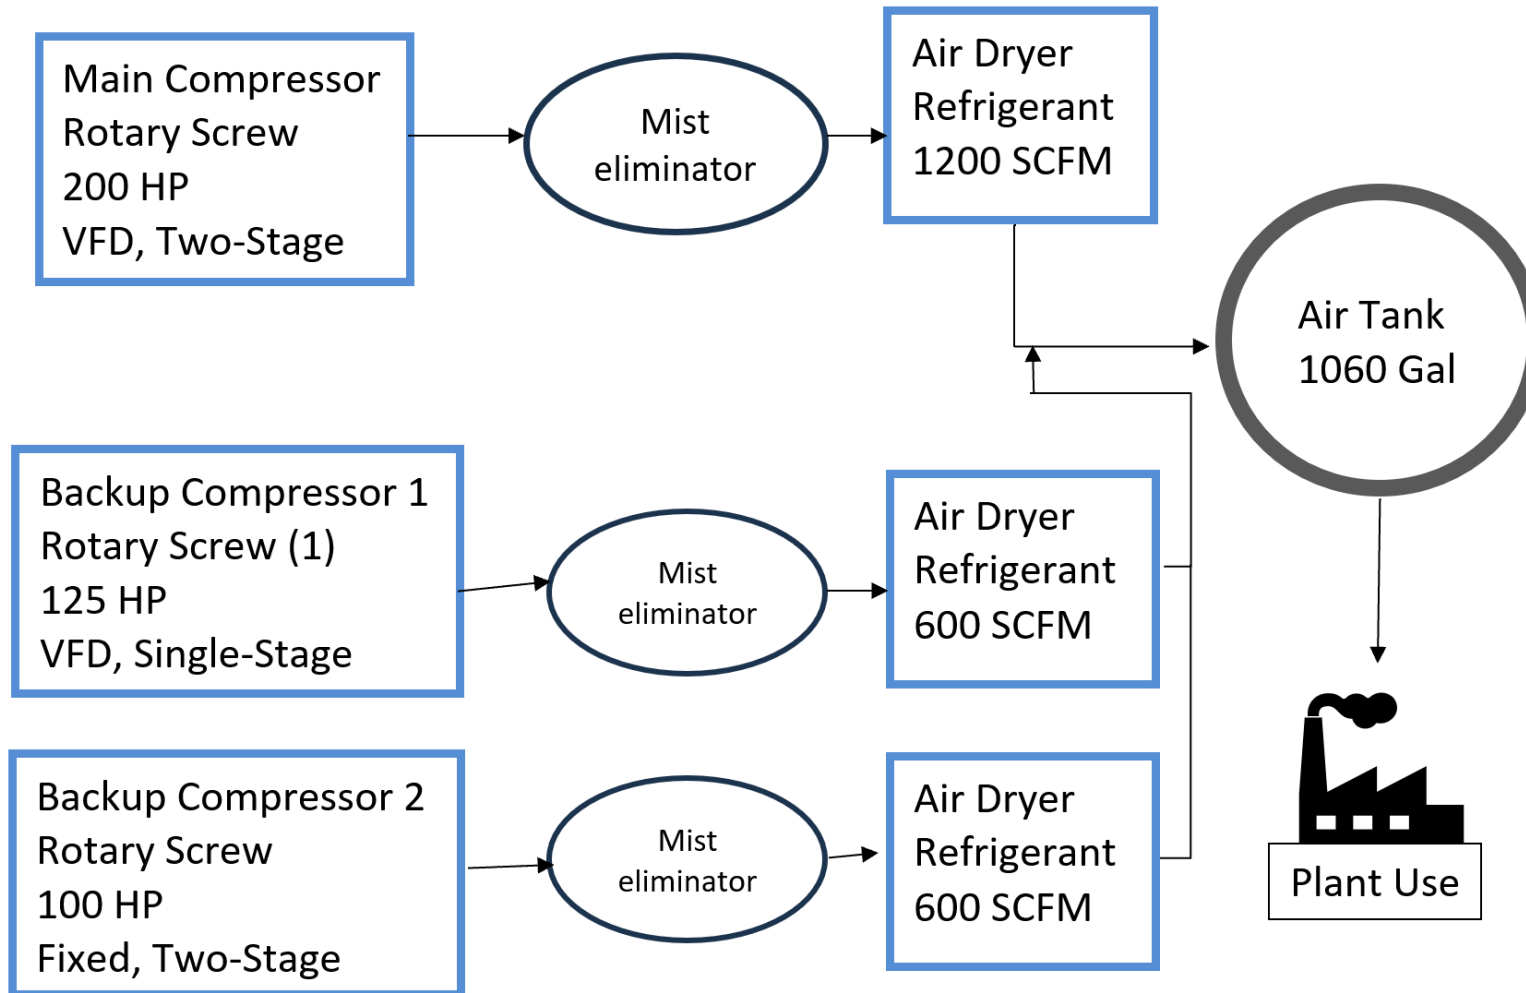 Main Compressor
Rotary Screw
200 HP
VFD, Two-Stage
Mist
eliminator
Air Dryer
Refrigerant
1200 SCFM
Air Tank
1060 Gal
Backup Compressor 1
Rotary Screw (1)
125 HP
VFD, Single-Stage
Mist
eliminator
Air Dryer
Refrigerant
600 SCFM
Backup Compressor 2
Rotary Screw
100 HP
Fixed, Two-Stage
Mist
eliminator
Air Dryer
Refrigerant
600 SCFM
Plant Use